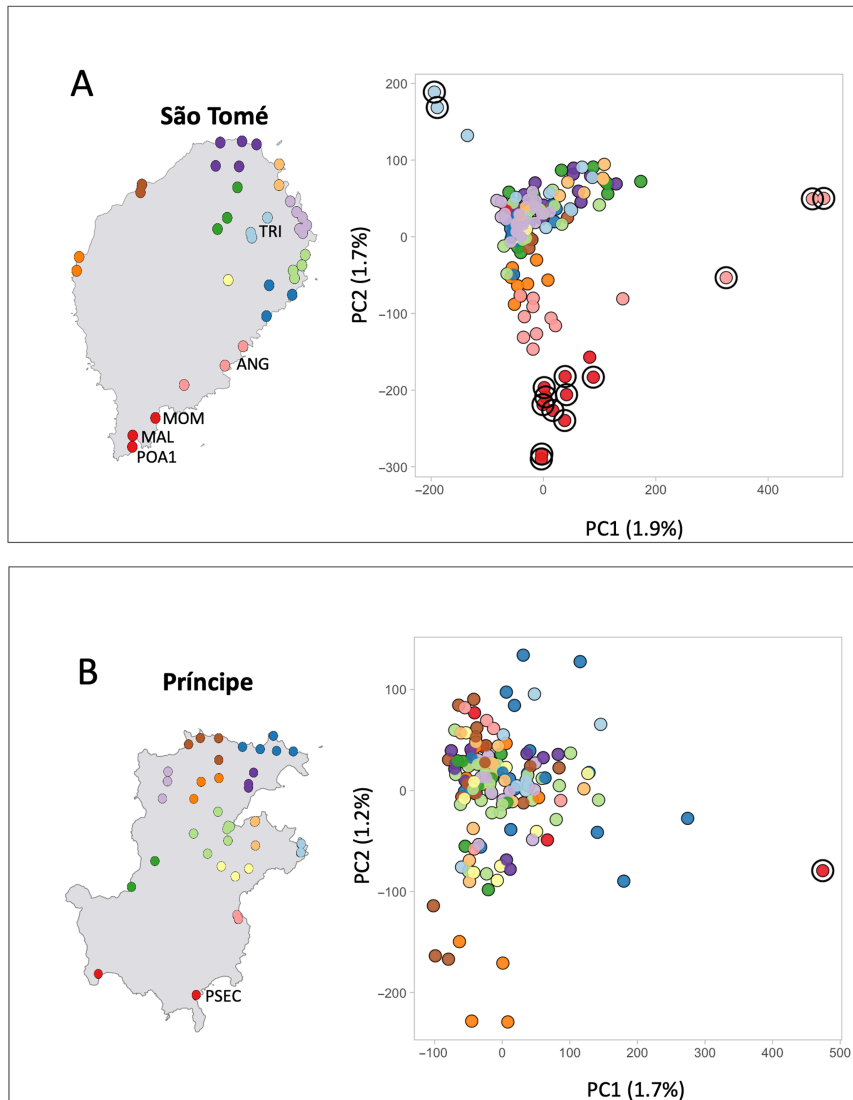 A
São Tomé
TRI
ANG
MOM
MAL
POA1
200
100
0
−100
−200
−300
PC2 (1.7%)
−200
0
200
400
PC1 (1.9%)
B
Príncipe
PSEC
100
0
−100
−200
PC2 (1.2%)
−100
0
100
200
300
400
500
PC1 (1.7%)